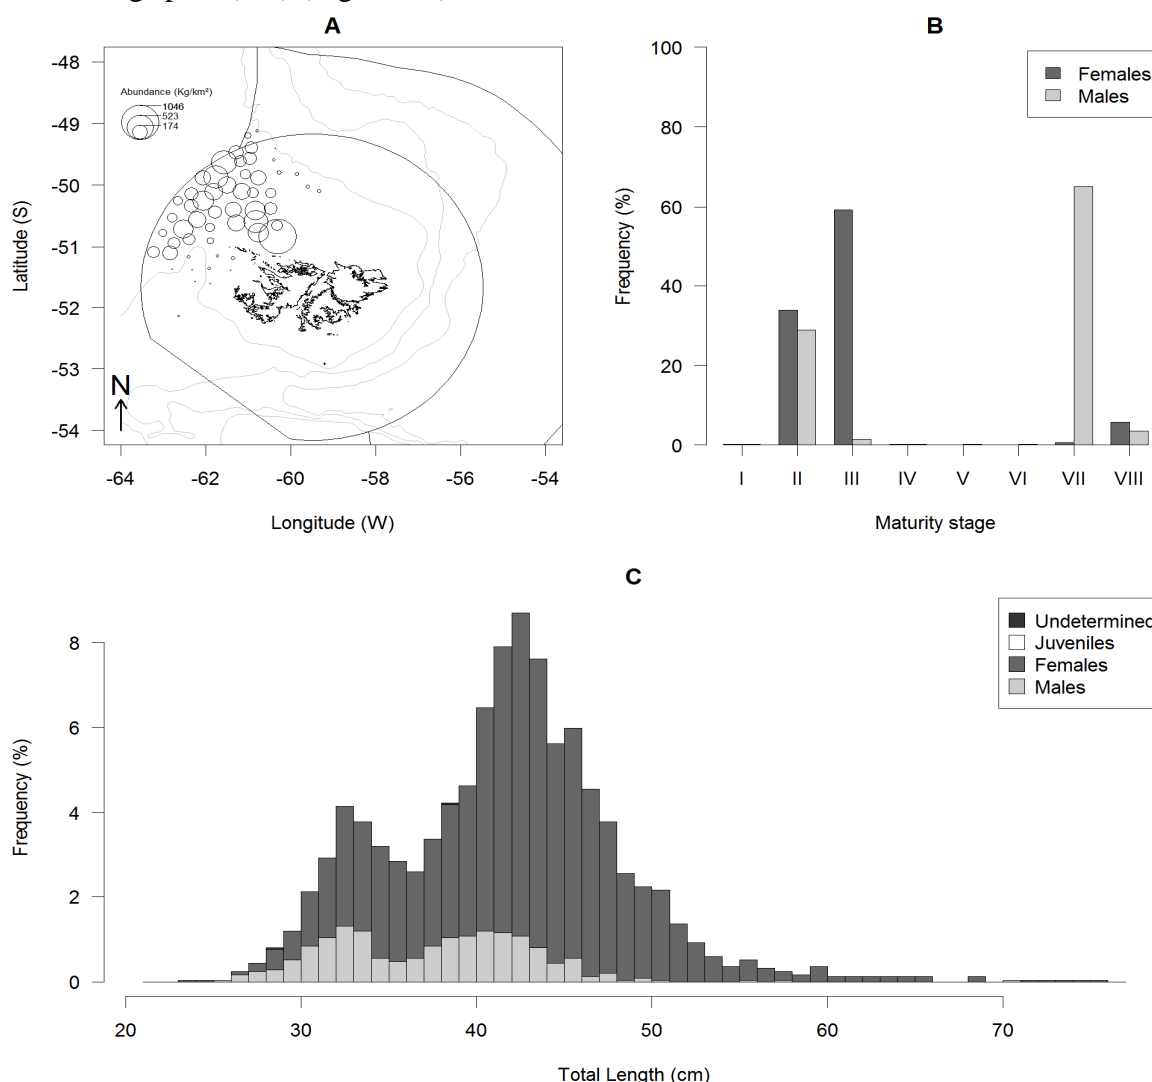 A
Abundance (Kg/km²)
1046
523
174
-48
-49
-50
-51
-52
-53
-54
Latitude (S)
N
-64 -62 -60 -58 -56 -54
Longitude (W)
B
Females
Males
100
80
60
40
20
0
Frequency (%)
I II III IV V VI VII VIII
Maturity stage
C
Undetermined
Juveniles
Females
Males
8
6
4
2
0
Frequency (%)
20 30 40 50 60 70
Total Length (cm)